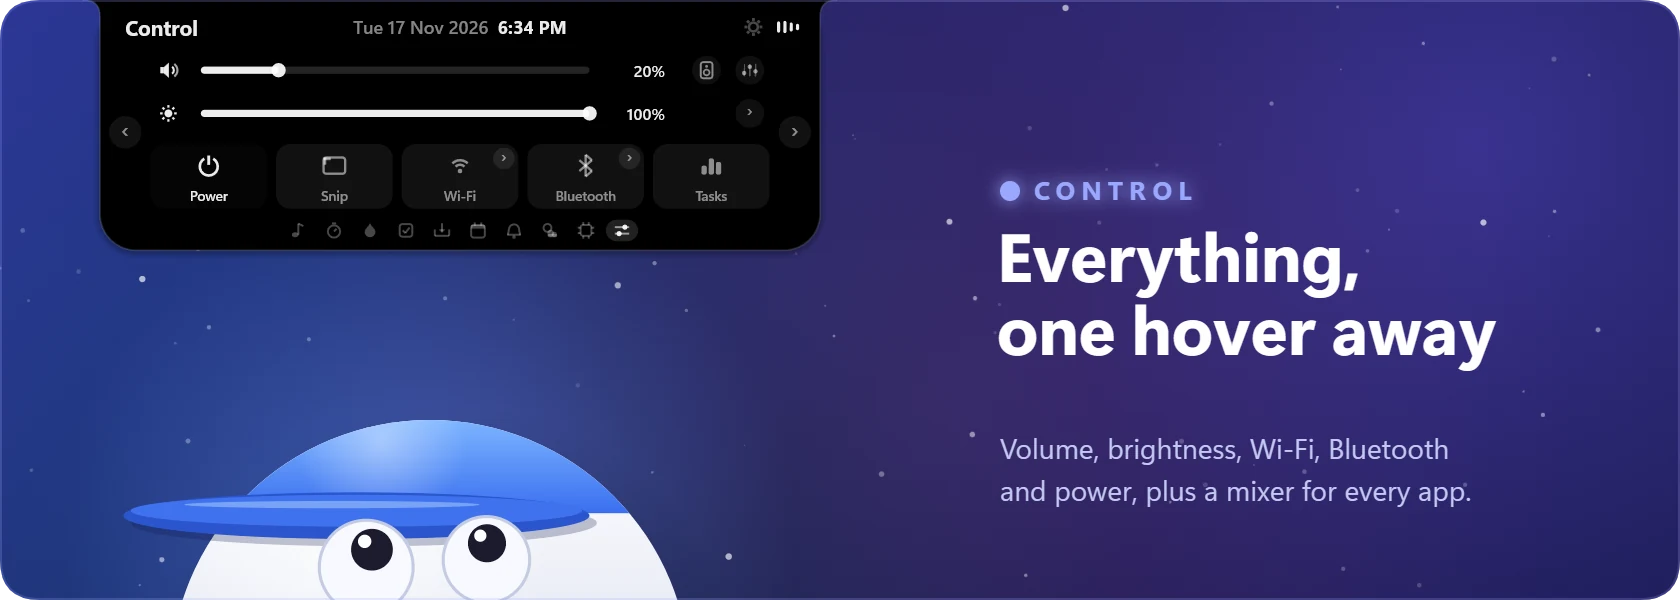 Control
Tue 17 Nov 2026 6:34 PM
20%
100%
Power
Snip
Wi-Fi
Bluetooth
Tasks
CONTROL
Everything,
one hover away
Volume, brightness, Wi-Fi, Bluetooth
and power, plus a mixer for every app.